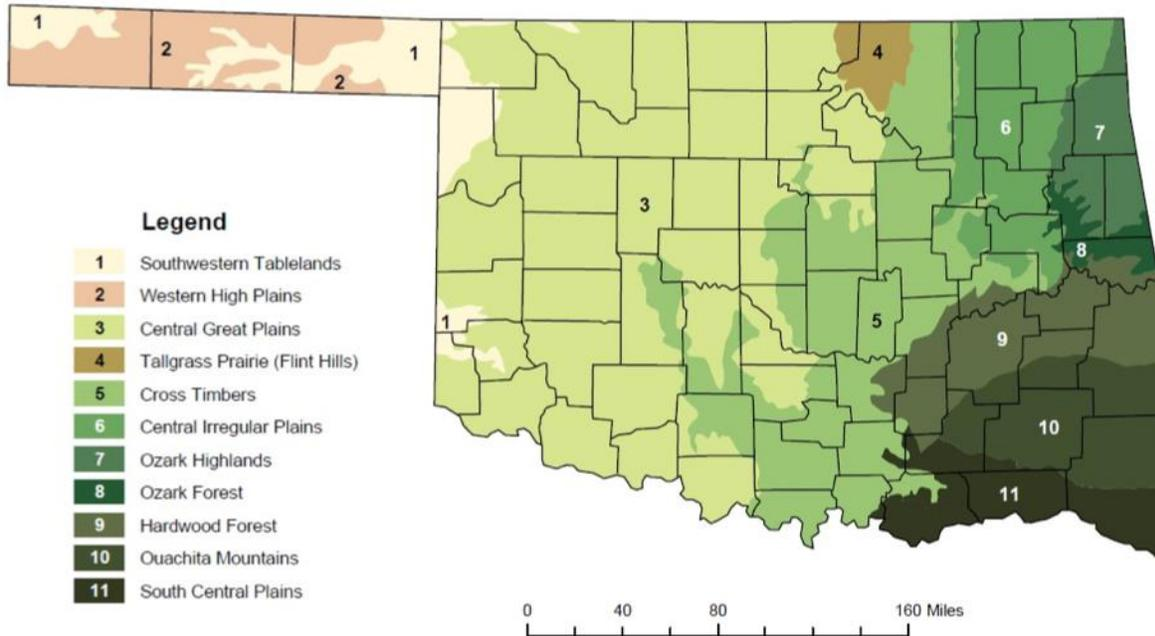 1
2
2
1
4
6
7
3
8
1
5
9
10
11
Legend
1 Southwestern Tablelands
2 Western High Plains
3 Central Great Plains
4 Tallgrass Prairie (Flint Hills)
5 Cross Timbers
6 Central Irregular Plains
7 Ozark Highlands
8 Ozark Forest
9 Hardwood Forest
10 Ouachita Mountains
11 South Central Plains
0 40 80 160 Miles